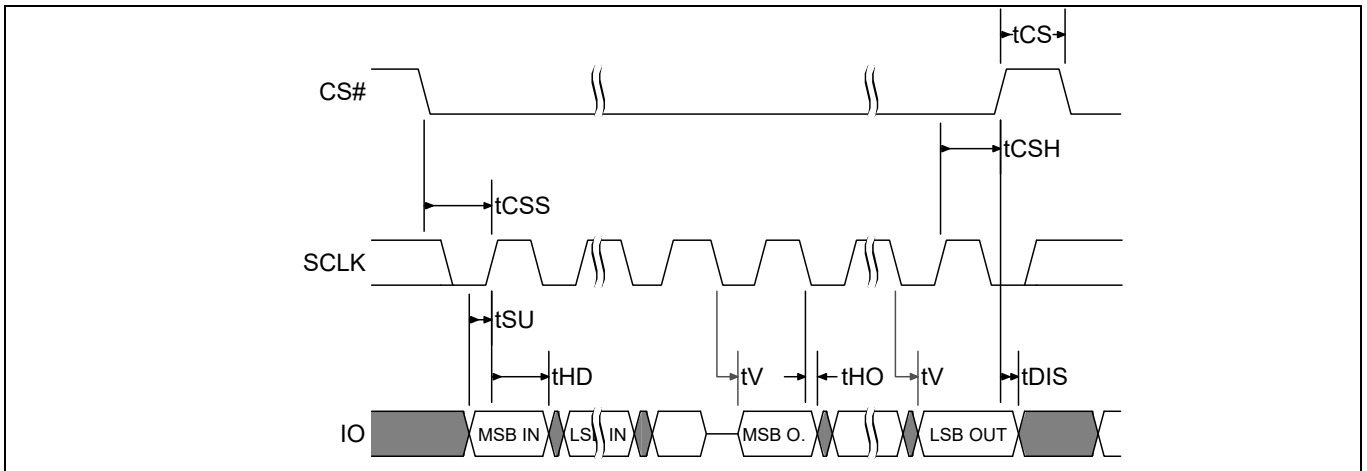 tCS
CS#
tCSH
tCSS
SCLK
tSU
tHD
tV
tHO
tV
tDIS
IO
MSB IN
IN
MSB O.
LSB OUT